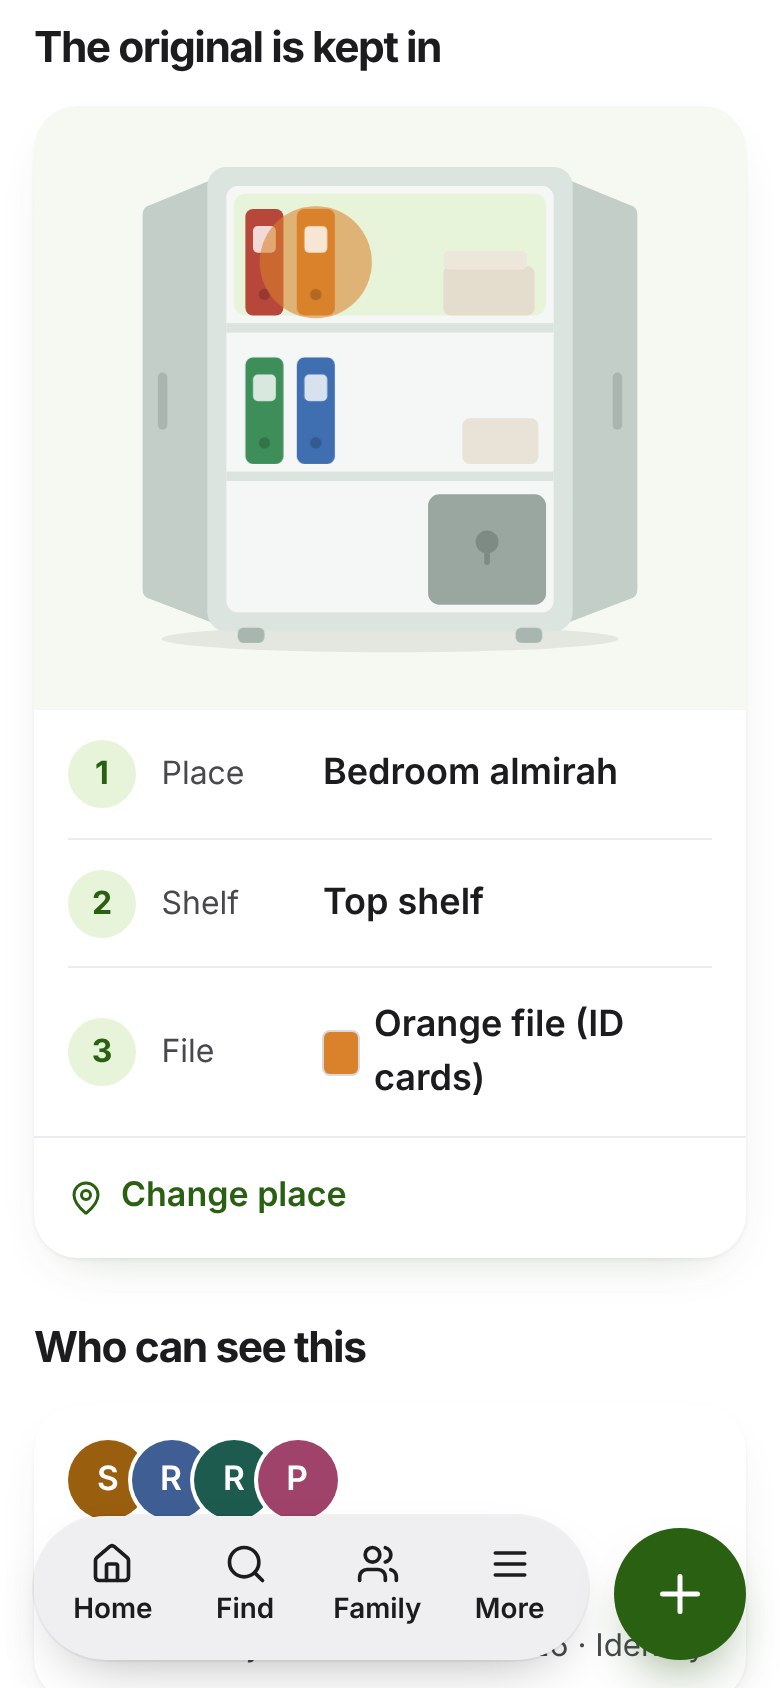 The original is kept in
1 Place Bedroom almirah
2 Shelf Top shelf
3 File Orange file (ID
cards)
Change place
Who can see this
S R R P
Home Find Family More